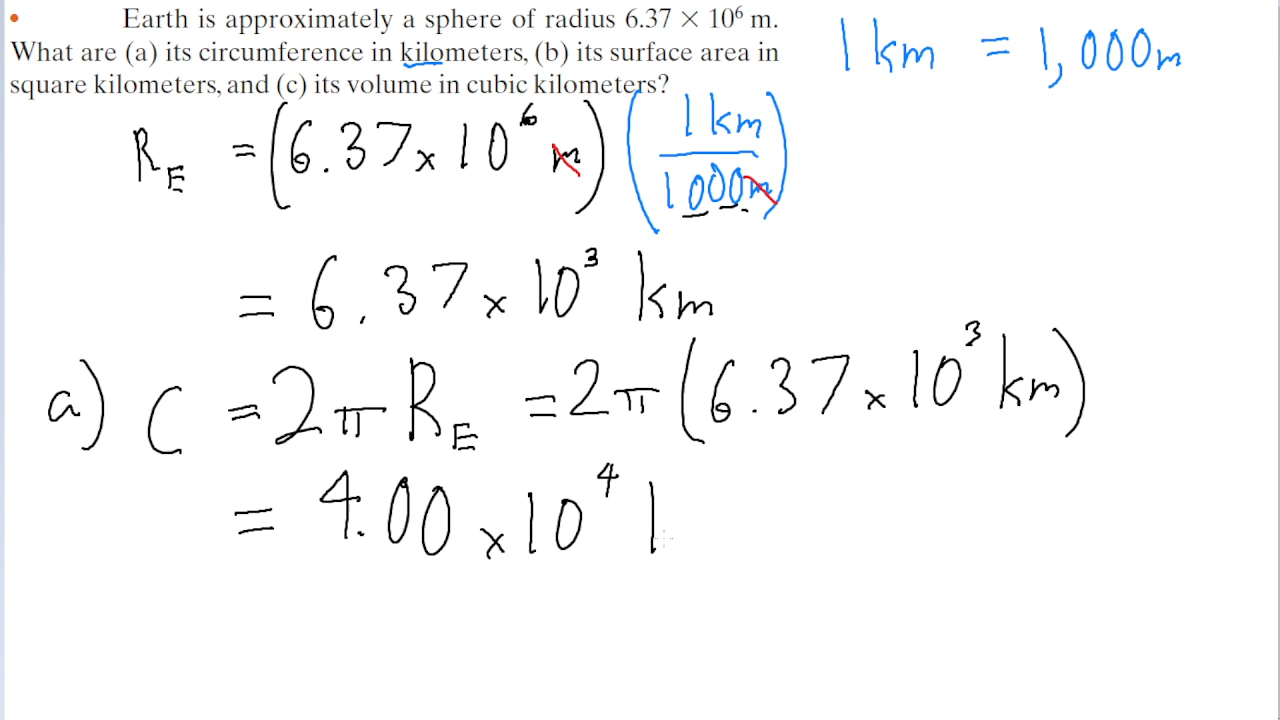 • Earth is approximately a sphere of radius 6.37 × 10⁶ m.
What are (a) its circumference in kilometers, (b) its surface area in
square kilometers, and (c) its volume in cubic kilometers?
1 km = 1,000m
R_E = (6.37 × 10⁶ m) (1 km / 1000m)
= 6.37 × 10³ km
a) C = 2π R_E = 2π (6.37 × 10³ km)
= 4.00 × 10⁴